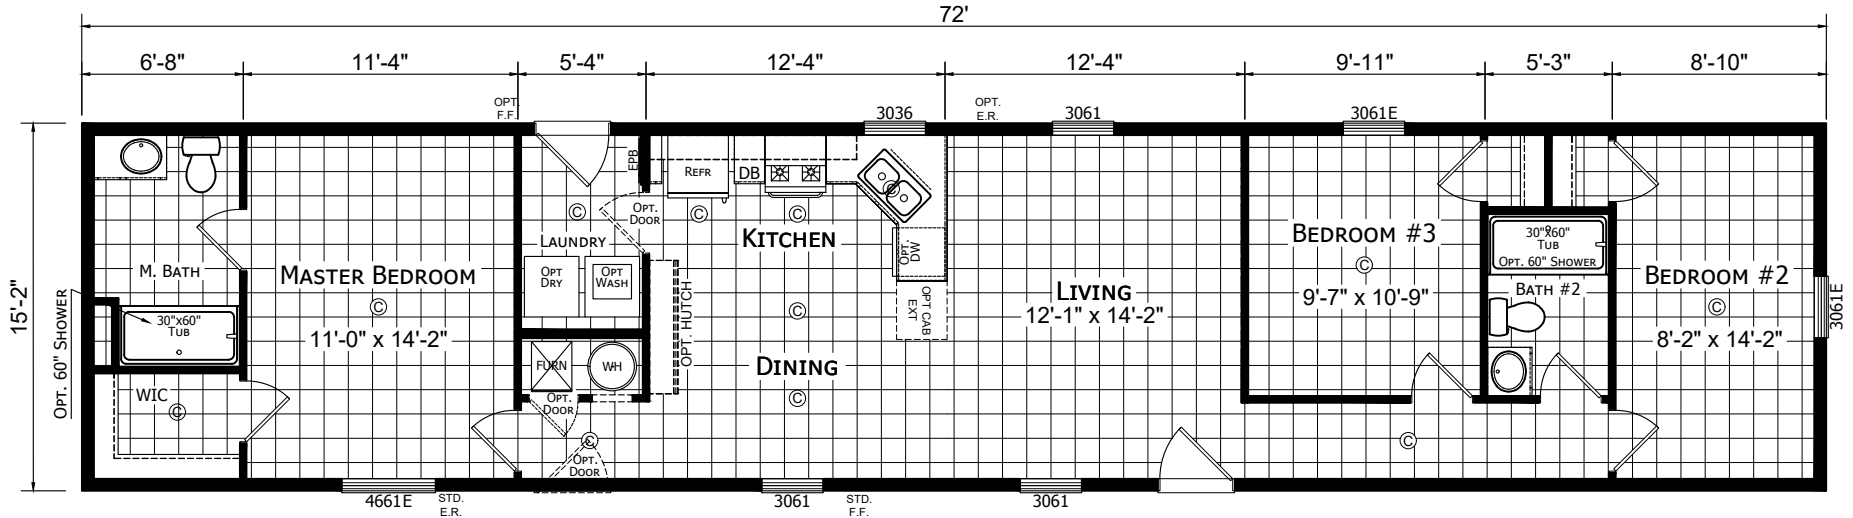 72'
6'-8"
11'-4"
5'-4"
12'-4"
12'-4"
9'-11"
5'-3"
8'-10"
OPT.
F.F.
3036
OPT.
E.R.
3061
3061E
15'-2"
EPB
REFR
DB
C
OPT.
DOOR
C
C
C
LAUNDRY
KITCHEN
OPT.
DW
M. BATH
MASTER BEDROOM
C
11'-0" x 14'-2"
OPT
DRY
OPT
WASH
OPT. HUTCH
C
OPT CAB
EXT
LIVING
12'-1" x 14'-2"
BEDROOM #3
C
9'-7" x 10'-9"
30"x60"
TUB
OPT. 60" SHOWER
BATH #2
BEDROOM #2
C
8'-2" x 14'-2"
3061E
30"x60"
TUB
OPT. 60" SHOWER
WIC
C
FURN
WH
OPT.
DOOR
DINING
C
C
OPT.
DOOR
C
4661E
STD.
E.R.
3061
STD.
F.F.
3061